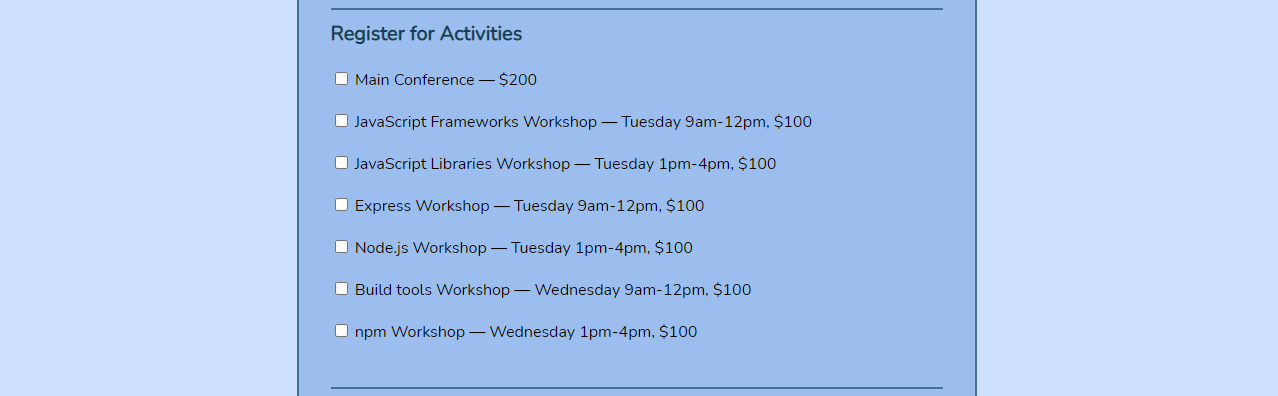 Register for Activities
Main Conference — $200
JavaScript Frameworks Workshop — Tuesday 9am-12pm, $100
JavaScript Libraries Workshop — Tuesday 1pm-4pm, $100
Express Workshop — Tuesday 9am-12pm, $100
Node.js Workshop — Tuesday 1pm-4pm, $100
Build tools Workshop — Wednesday 9am-12pm, $100
npm Workshop — Wednesday 1pm-4pm, $100